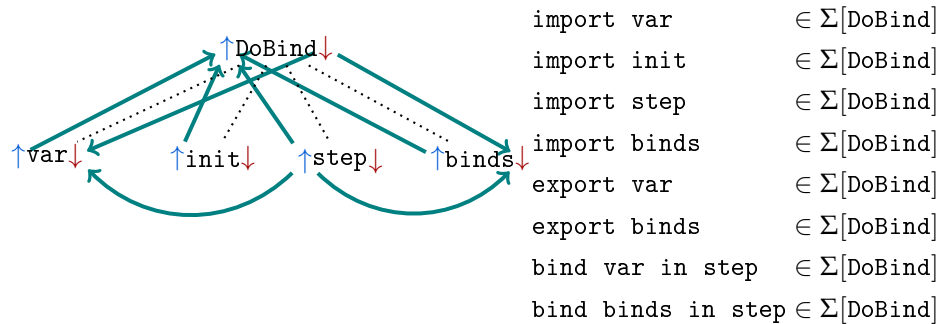 ↑DoBind↓
↑var↓ ↑init↓ ↑step↓ ↑binds↓
import var ∈ Σ[DoBind]
import init ∈ Σ[DoBind]
import step ∈ Σ[DoBind]
import binds ∈ Σ[DoBind]
export var ∈ Σ[DoBind]
export binds ∈ Σ[DoBind]
bind var in step ∈ Σ[DoBind]
bind binds in step ∈ Σ[DoBind]